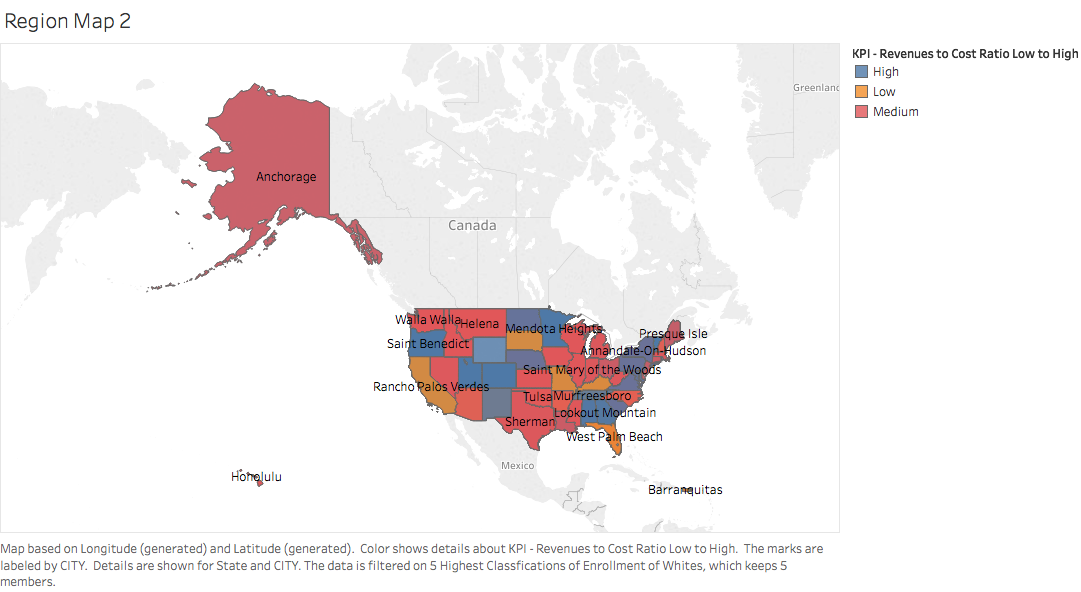 Region Map 2
KPI - Revenues to Cost Ratio Low to High
High
Low
Medium
Greenland
Anchorage
Canada
Walla Walla
Helena
Mendota Heights
Presque Isle
Saint Benedict
Annandale-On-Hudson
Saint Mary of the Woods
Rancho Palos Verdes
Tulsa
Murfreesboro
Lookout Mountain
Sherman
West Palm Beach
Mexico
Honolulu
Barranquitas
Map based on Longitude (generated) and Latitude (generated). Color shows details about KPI - Revenues to Cost Ratio Low to High. The marks are
labeled by CITY. Details are shown for State and CITY. The data is filtered on 5 Highest Classfications of Enrollment of Whites, which keeps 5
members.